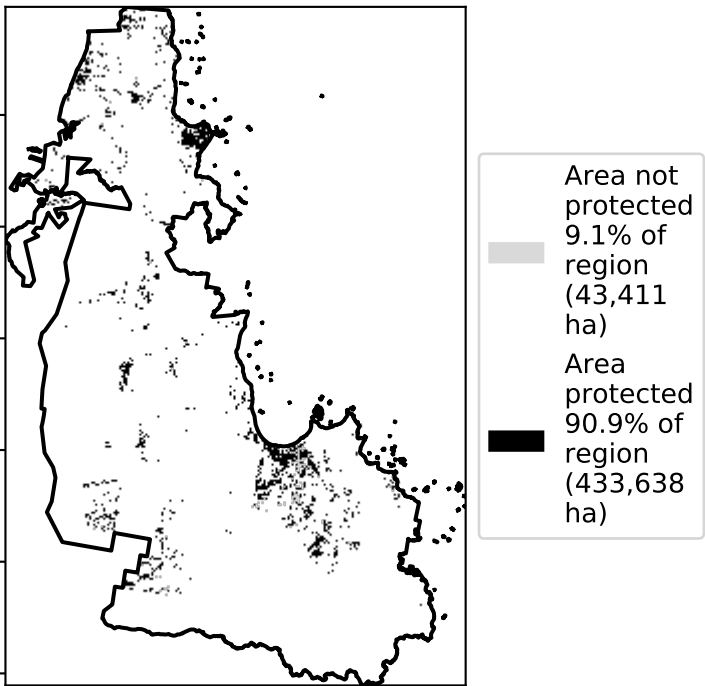 Area not
protected
9.1% of
region
(43,411
ha)
Area
protected
90.9% of
region
(433,638
ha)